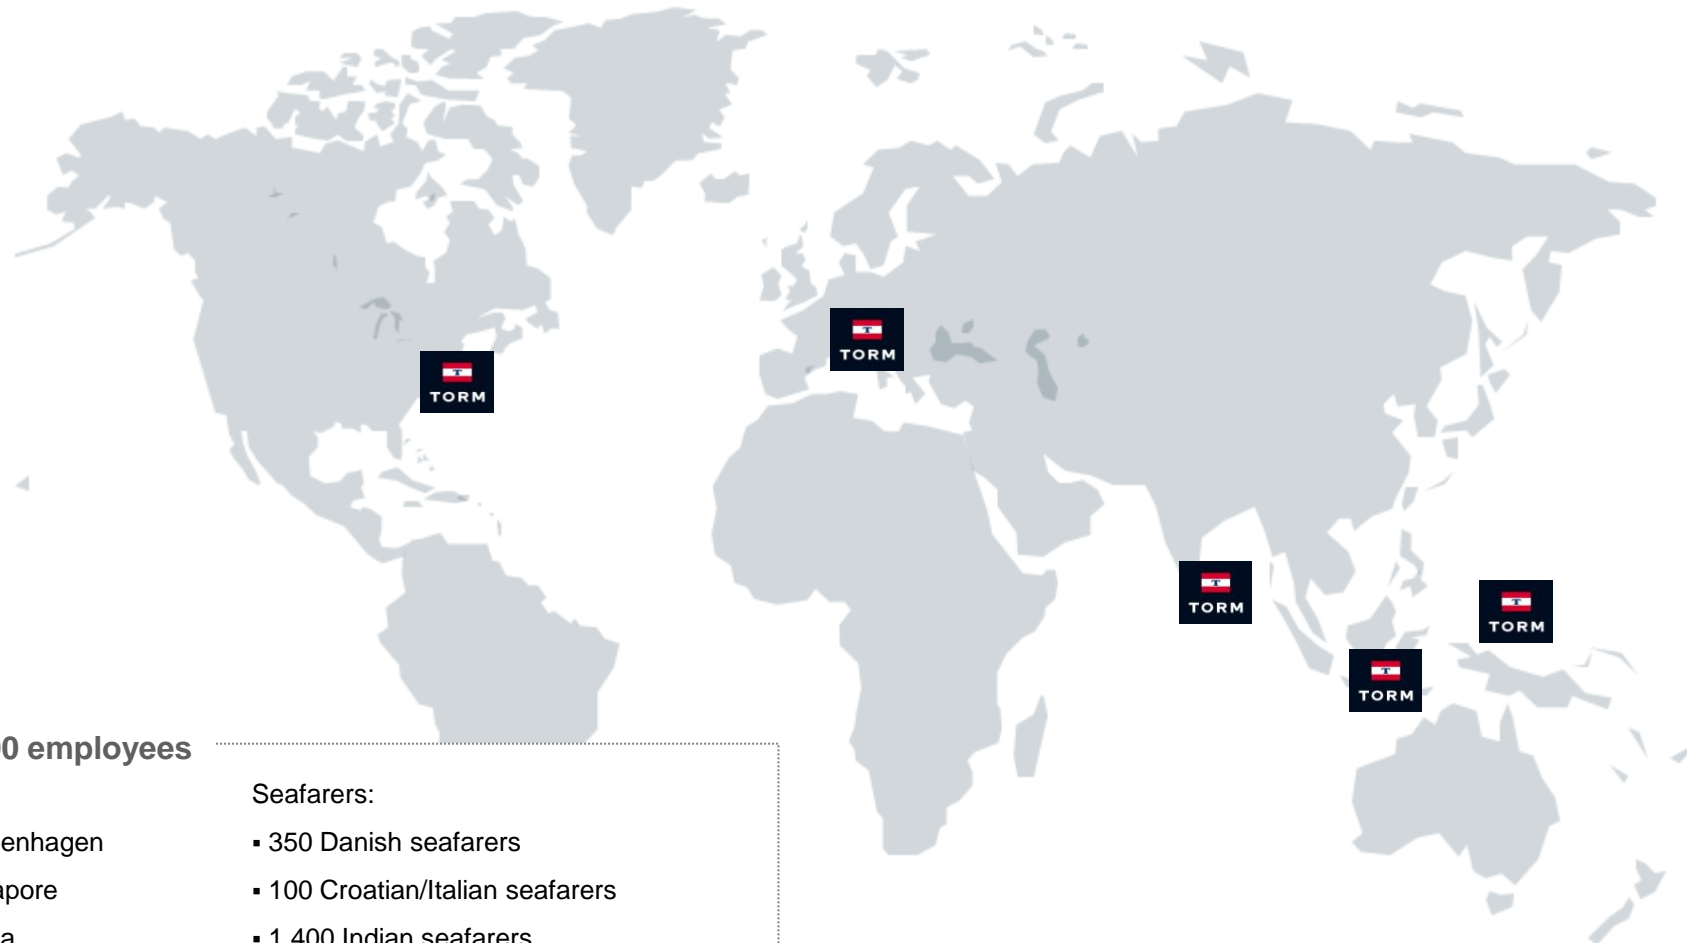 T
TORM
T
TORM
T
TORM
T
TORM
T
TORM
0 employees
Seafarers:
enhagen
▪ 350 Danish seafarers
apore
▪ 100 Croatian/Italian seafarers
a
▪ 1,400 Indian seafarers